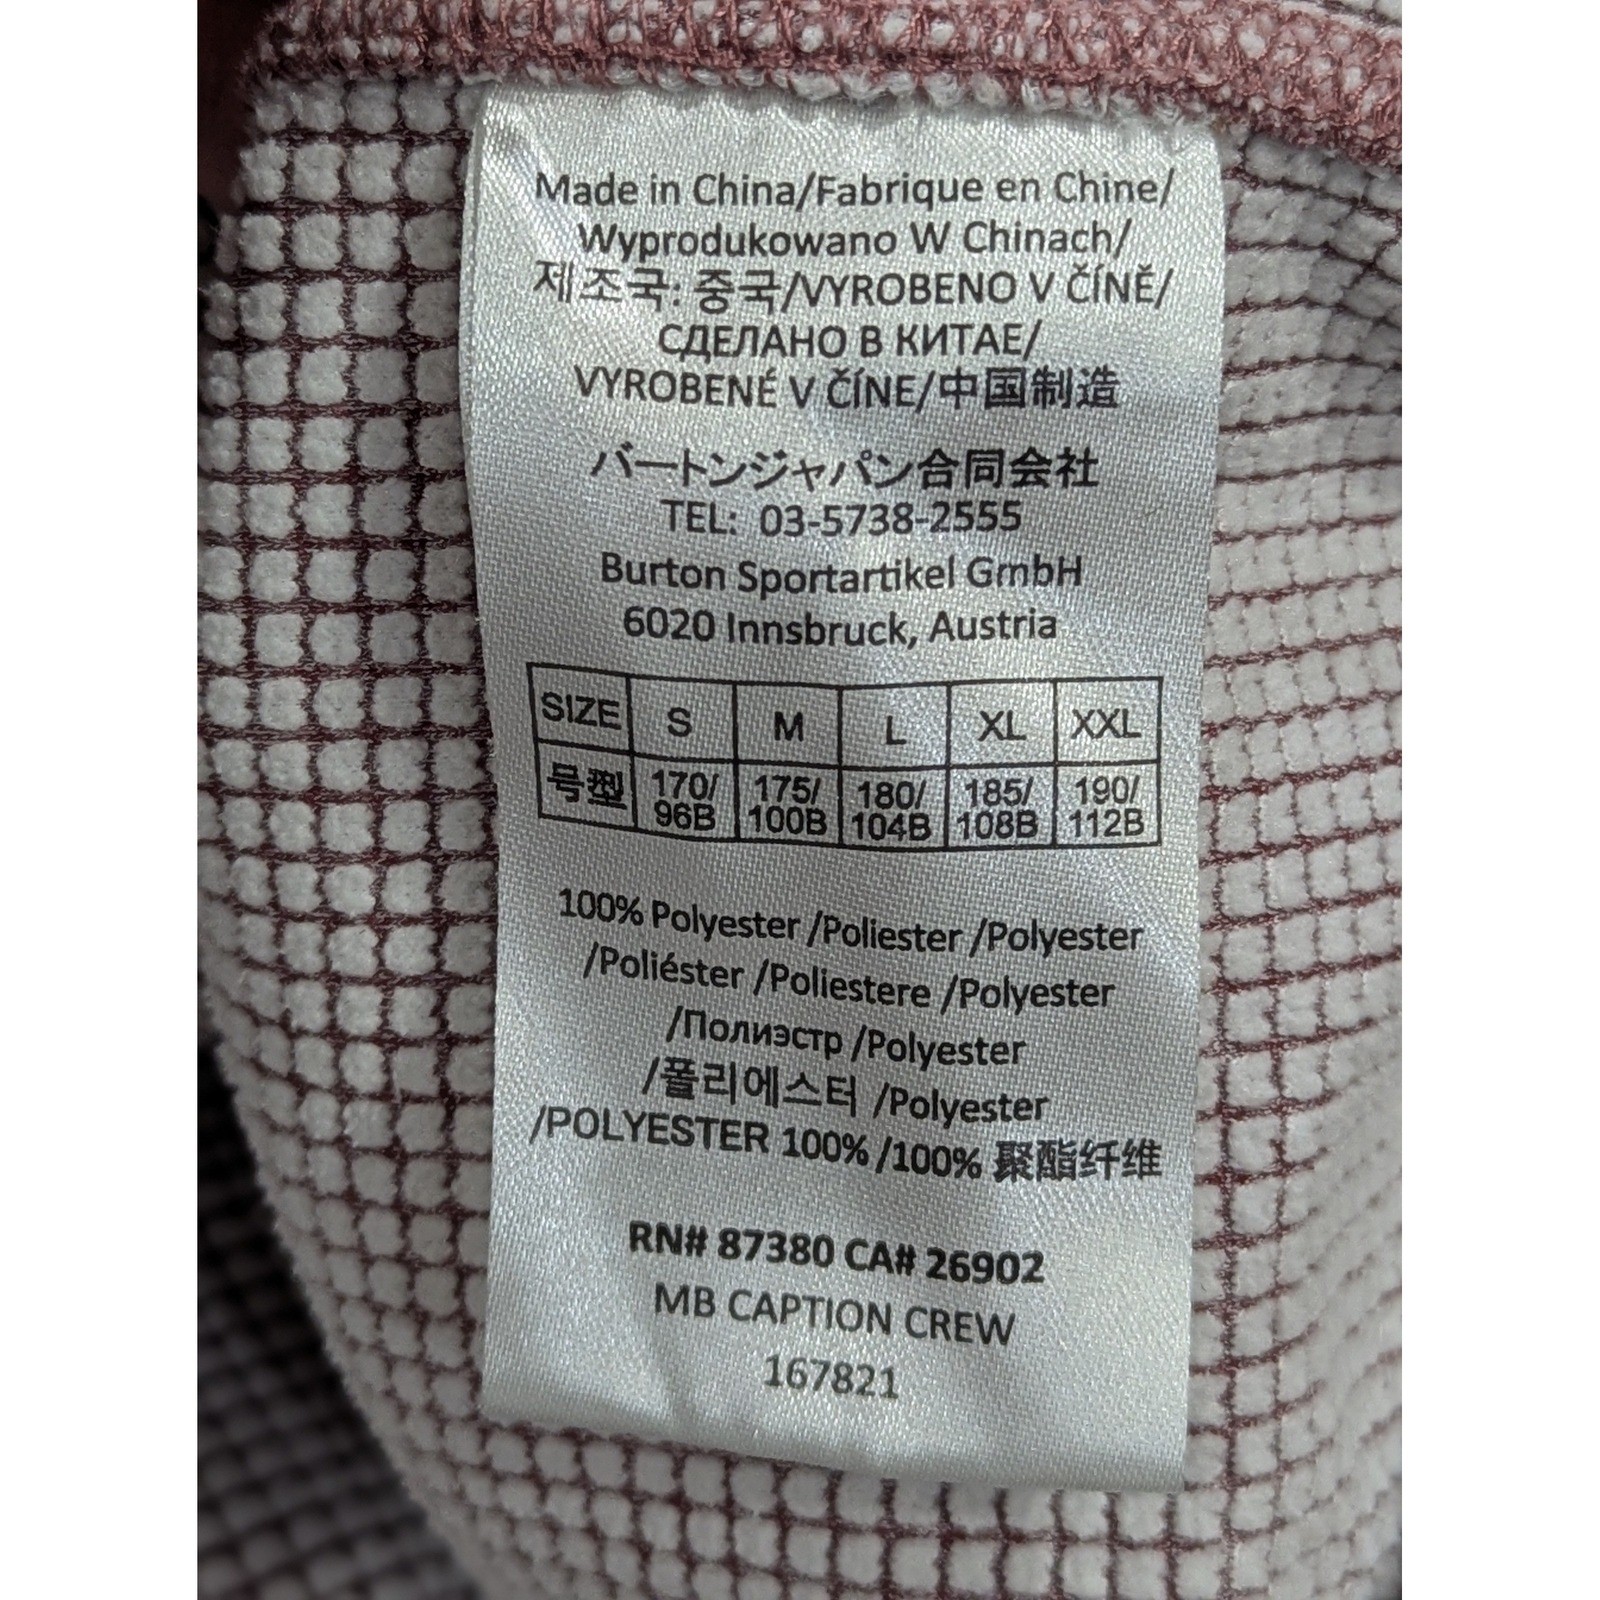 Made in China/Fabrique en Chine/
Wyprodukowano W Chinach/
제조국: 중국/VYROBENO V ČÍNĚ/
СДЕЛАНО В КИТАЕ/
VYROBENÉ V ČÍNE/中国制造
バートンジャパン合同会社
TEL: 03-5738-2555
Burton Sportartikel GmbH
6020 Innsbruck, Austria
SIZE S M L XL XXL
号型 170/96B 175/100B 180/104B 185/108B 190/112B
100% Polyester /Poliester /Polyester
/Poliéster /Poliestere /Polyester
/Полиэстр /Polyester
/폴리에스터 /Polyester
/POLYESTER 100% /100% 聚酯纤维
RN# 87380 CA# 26902
MB CAPTION CREW
167821